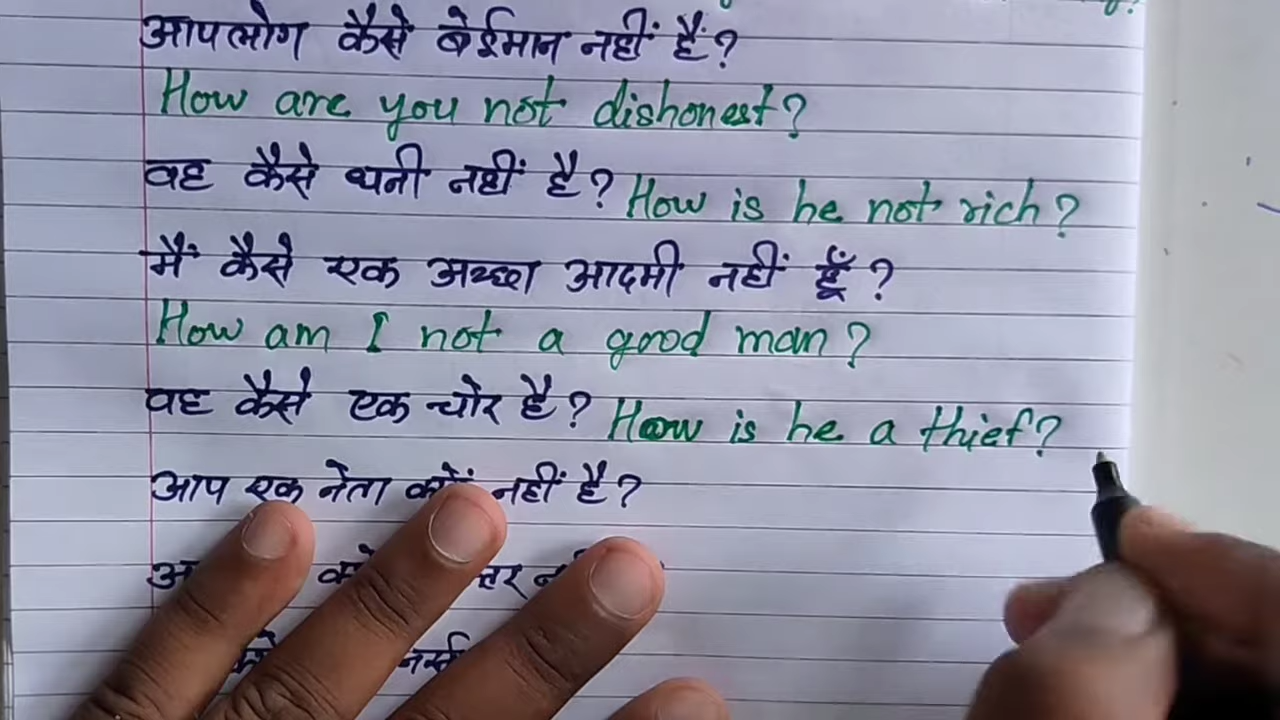 आपलोग कैसे बेईमान नहीं हैं?
How are you not dishonest?
वह कैसे धनी नहीं है? How is he not rich?
मैं कैसे एक अच्छा आदमी नहीं हूँ?
How am I not a good man?
वह कैसे एक चोर है? How is he a thief?
आप एक नेता क्यों नहीं है?